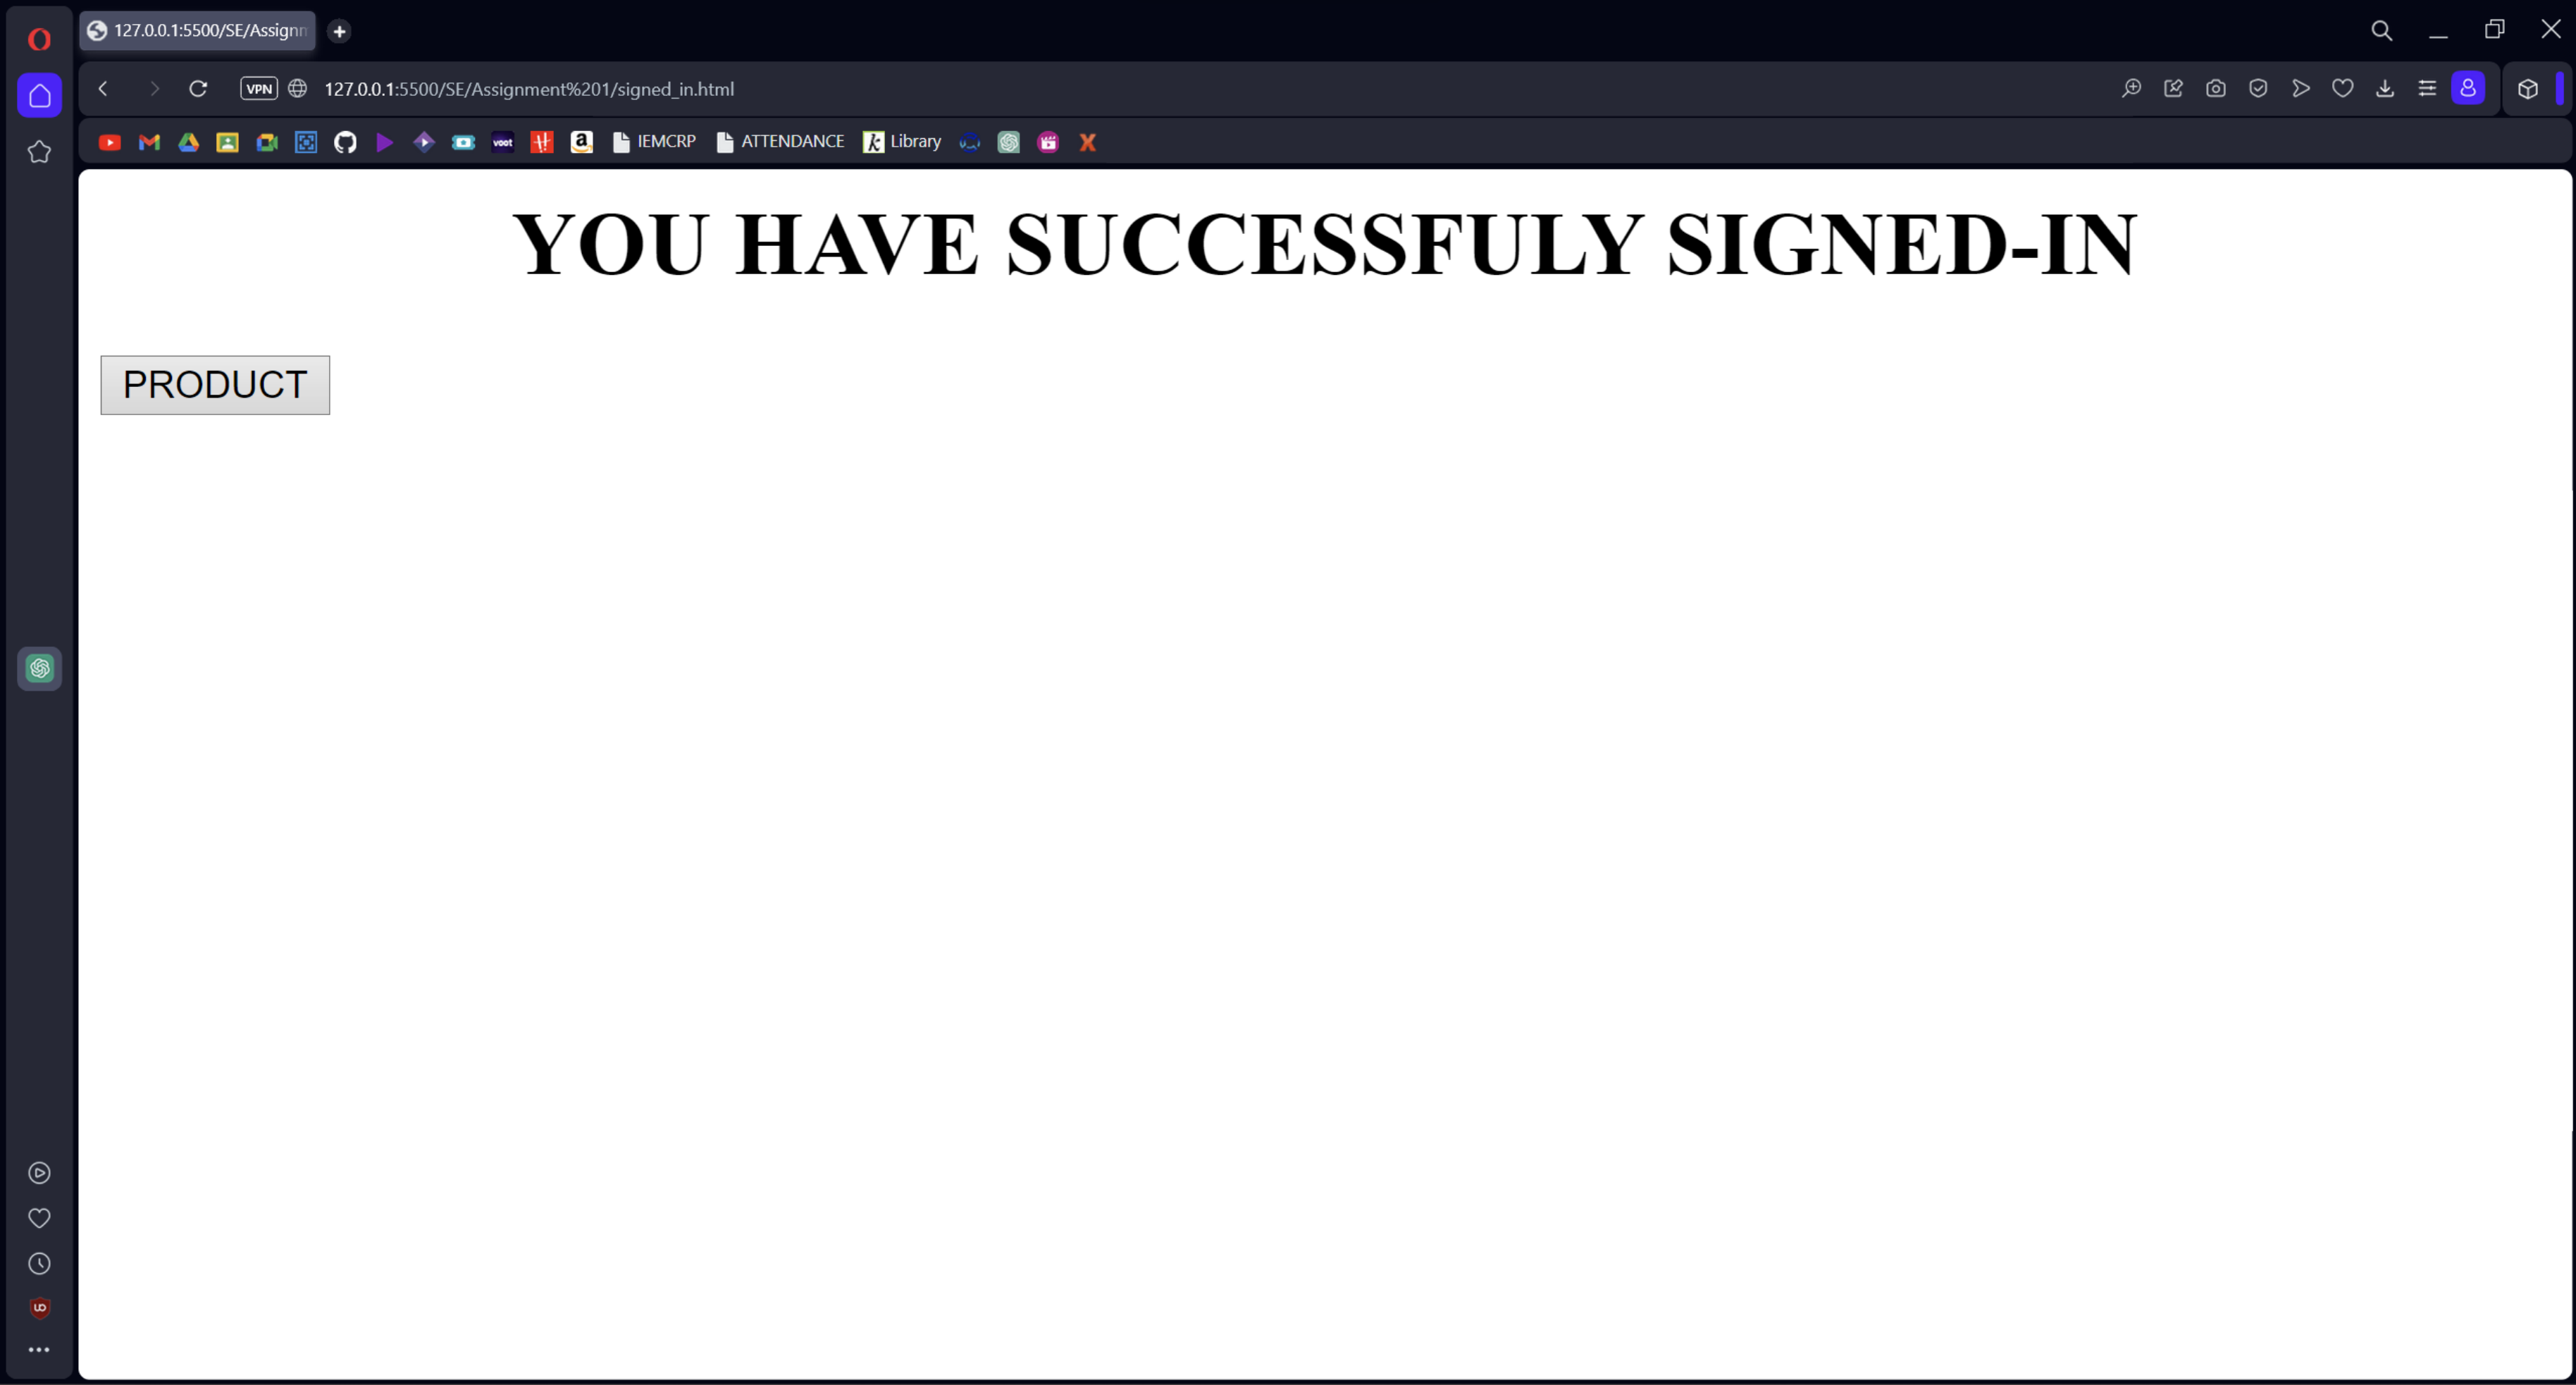 127.0.0.1:5500/SE/Assignm
VPN 127.0.0.1:5500/SE/Assignment%201/signed_in.html
voot a IEMCRP ATTENDANCE k Library X
YOU HAVE SUCCESSFULY SIGNED-IN
PRODUCT